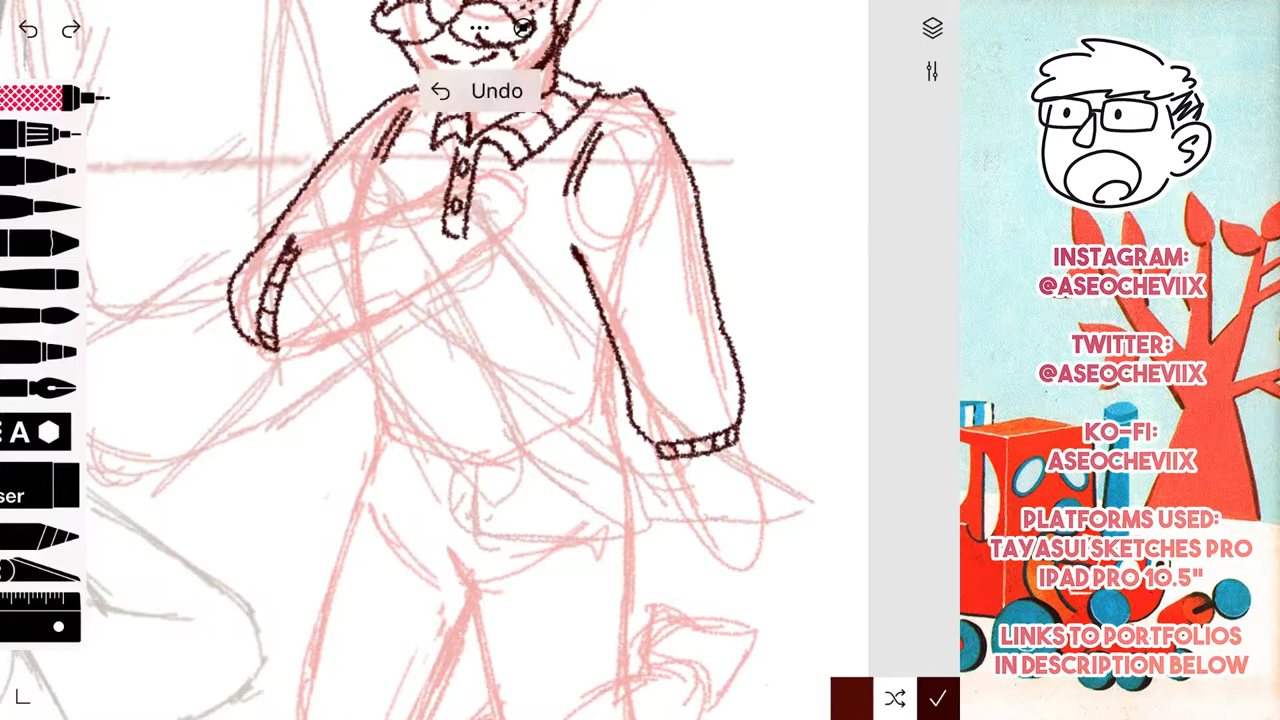 Undo
A
ser
INSTAGRAM:
@ASEOCHEVIIX
TWITTER:
@ASEOCHEVIIX
KO-FI:
ASEOCHEVIIX
PLATFORMS USED:
TAYASUI SKETCHES PRO
IPAD PRO 10.5"
LINKS TO PORTFOLIOS
IN DESCRIPTION BELOW